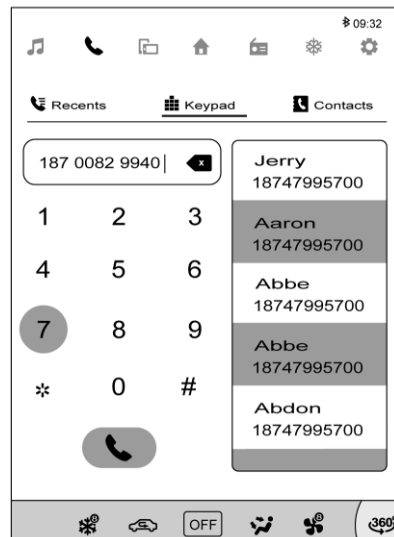 09:32
Recents Keypad Contacts
187 0082 9940
x
1 2 3
4 5 6
7 8 9
* 0 #
Jerry
18747995700
Aaron
18747995700
Abbe
18747995700
Abbe
18747995700
Abdon
18747995700
OFF
360°